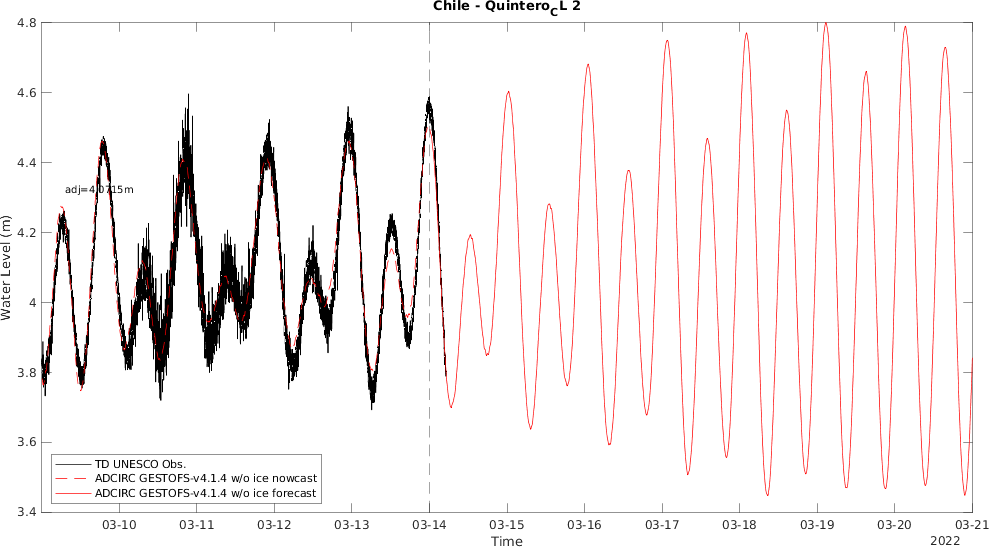 Chile - Quintero_CL 2
4.8
4.6
4.4
4.2
4
3.8
3.6
3.4
Water Level (m)
adj=4.0715m
TD UNESCO Obs.
ADCIRC GESTOFS-v4.1.4 w/o ice nowcast
ADCIRC GESTOFS-v4.1.4 w/o ice forecast
03-10 03-11 03-12 03-13 03-14 03-15 03-16 03-17 03-18 03-19 03-20 03-21
Time
2022